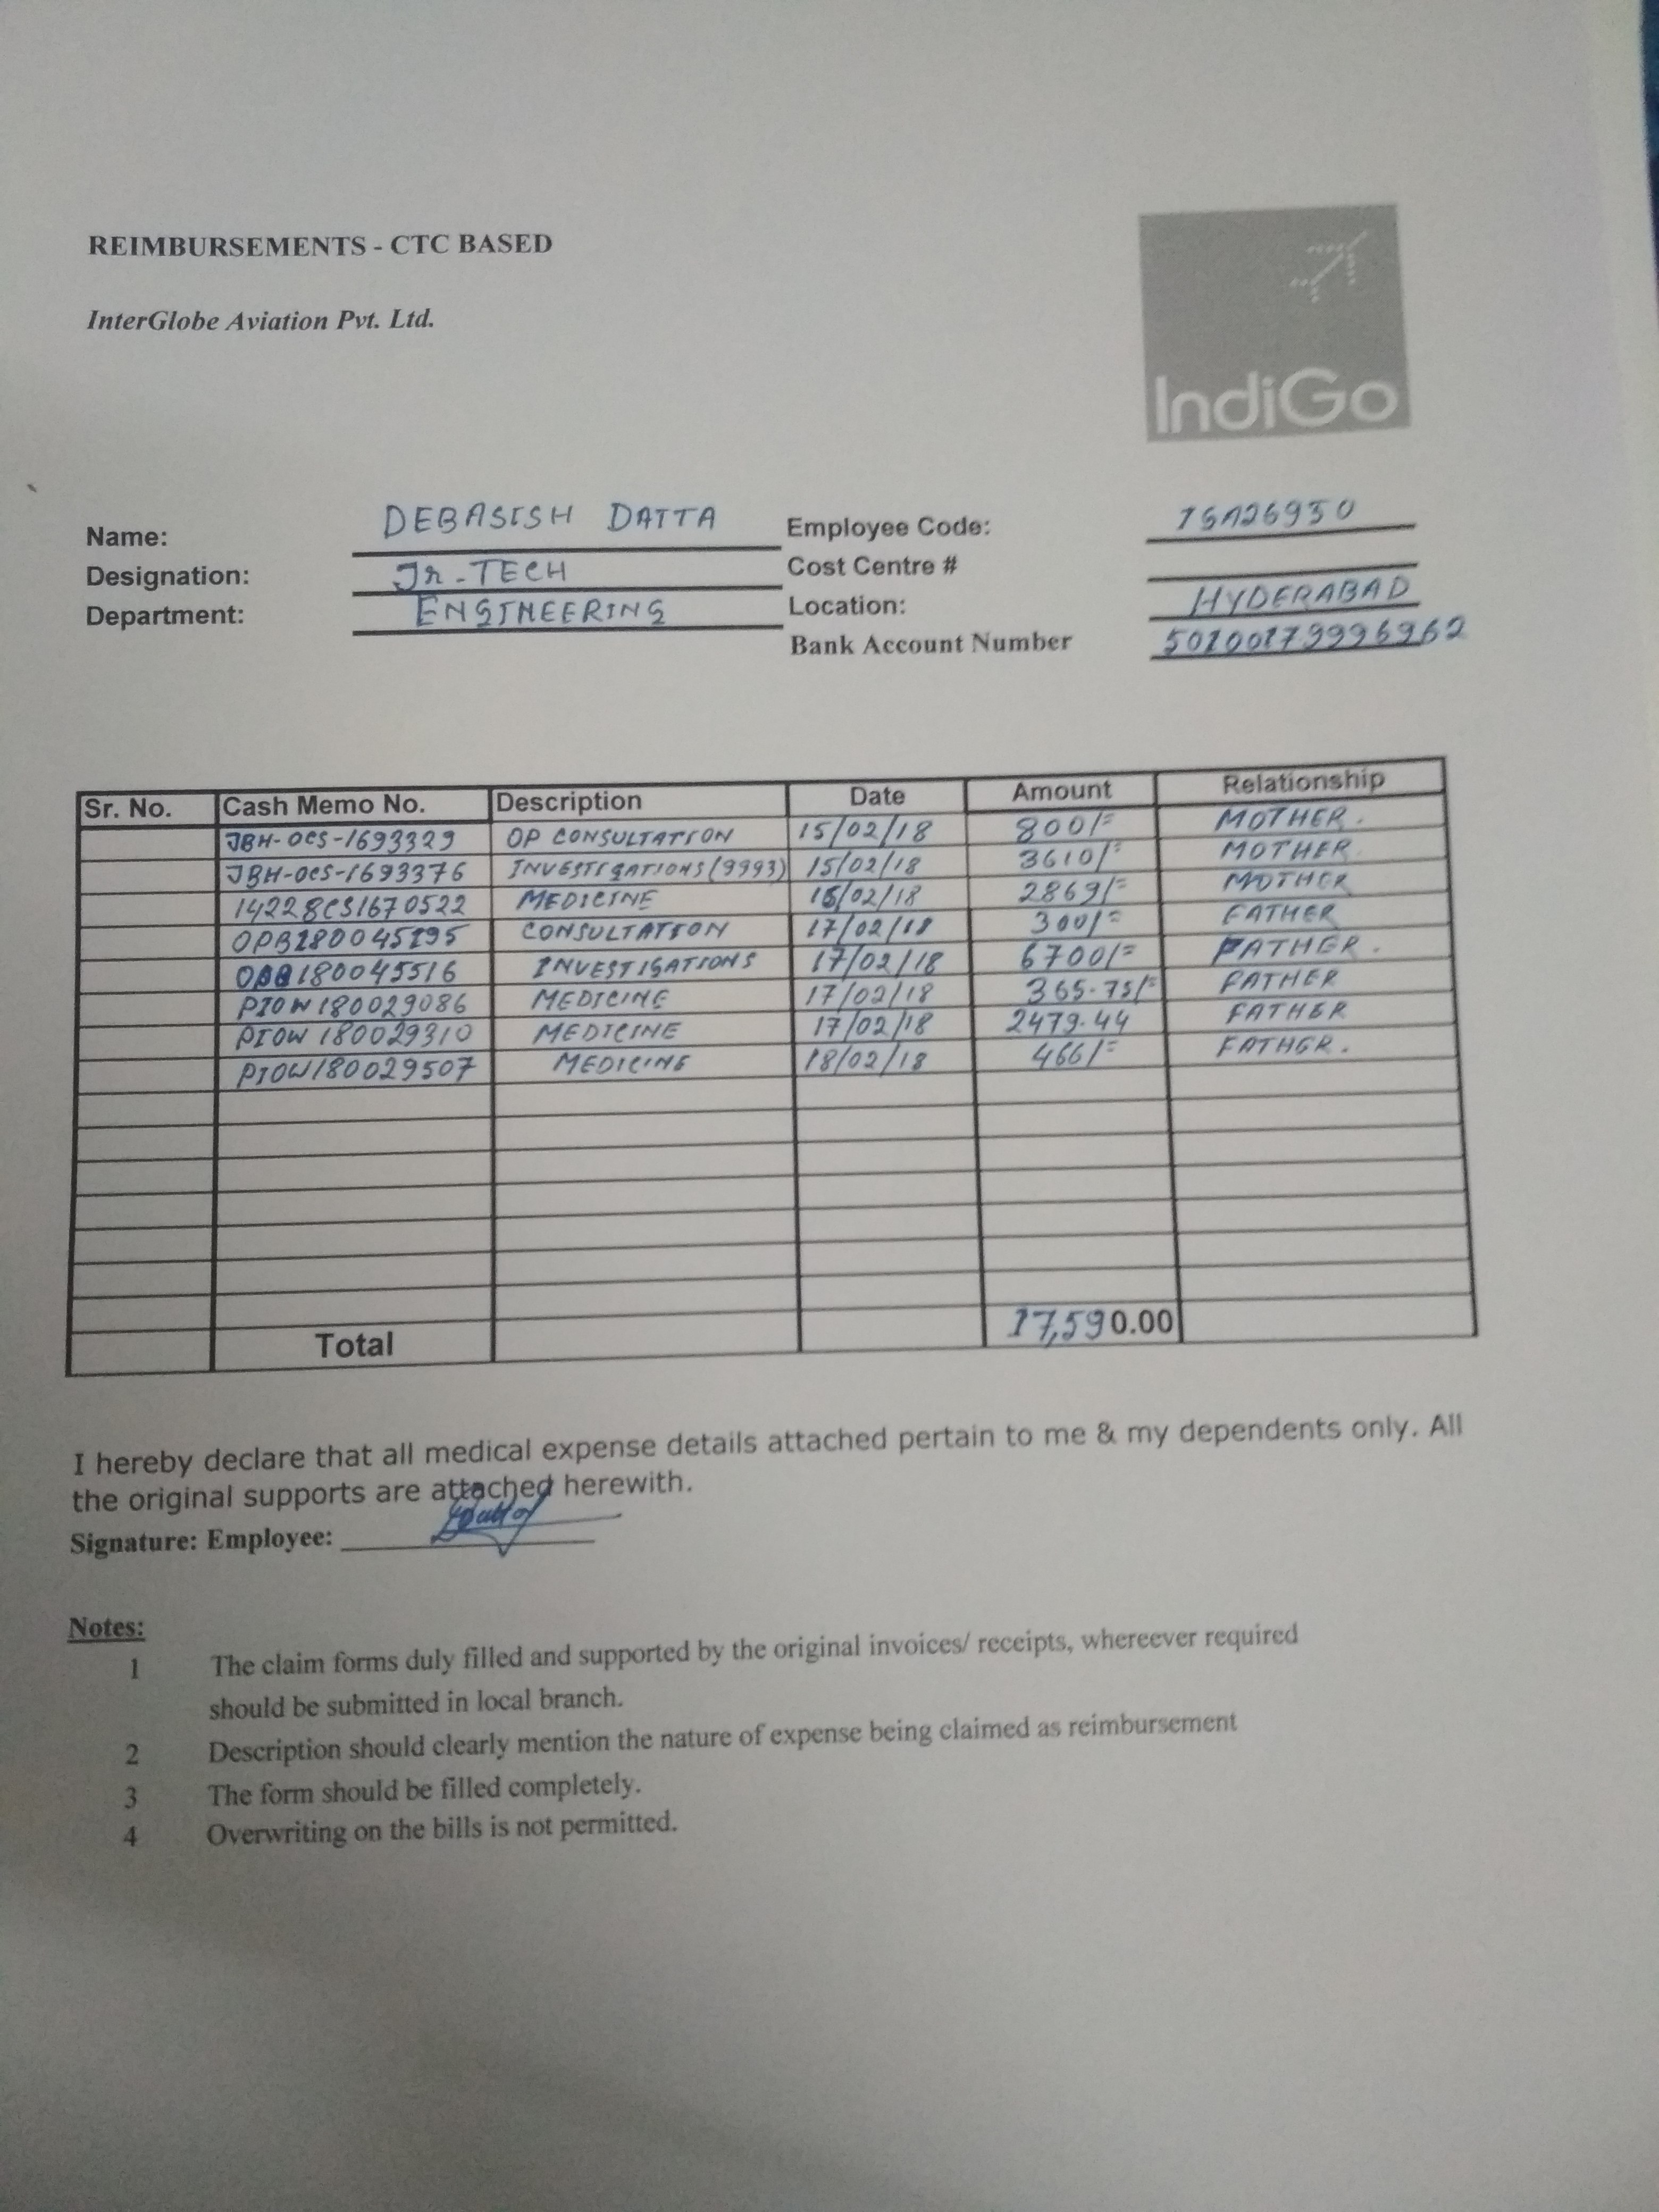 REIMBURSEMENTS - CTC BASED
InterGlobe Aviation Pvt. Ltd.
IndiGo
Name: DEBASISH DATTA Employee Code:
Designation: Jr-TECH Cost Centre #
Department: ENGINEERING Location: HYDERABAD
Bank Account Number 50100179996962
Sr. No. Cash Memo No. Description Date Amount Relationship
JBH-OCS-1693329 OP CONSULTATION 15/02/18 800/= MOTHER.
JBH-OCS-1693376 INVESTIGATIONS (9993) 15/02/18 3610/= MOTHER
14228CS1670522 MEDICINE 15/02/18 2869/= MOTHER
OPB180045195 CONSULTATION 17/02/18 300/= FATHER
OPB180045516 INVESTIGATIONS 17/02/18 6700/= FATHER.
PIOW180029086 MEDICINE 17/02/18 365.75/= FATHER
PIOW 180029310 MEDICINE 17/02/18 2479.44 FATHER
PIOW180029507 MEDICINE 18/02/18 466/= FATHER.
Total 17,590.00
I hereby declare that all medical expense details attached pertain to me & my dependents only. All
the original supports are attached herewith.
Signature: Employee:
Notes:
1 The claim forms duly filled and supported by the original invoices/ receipts, whereever required
should be submitted in local branch.
2 Description should clearly mention the nature of expense being claimed as reimbursement
3 The form should be filled completely.
4 Overwriting on the bills is not permitted.